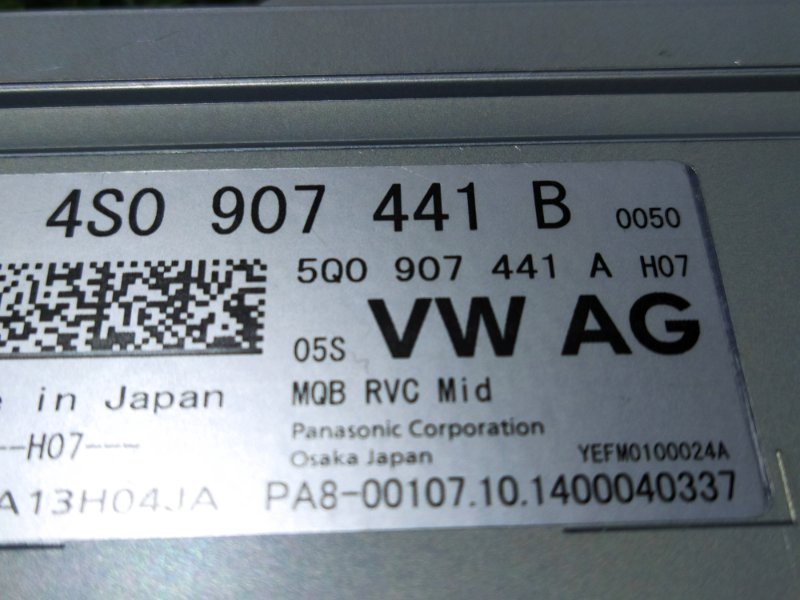 4S0 907 441 B 0050
5Q0 907 441 A H07
05S VW AG
in Japan
MQB RVC Mid
--H07---
Panasonic Corporation
Osaka Japan YEFM0100024A
A13H04JA PA8-00107.10.1400040337